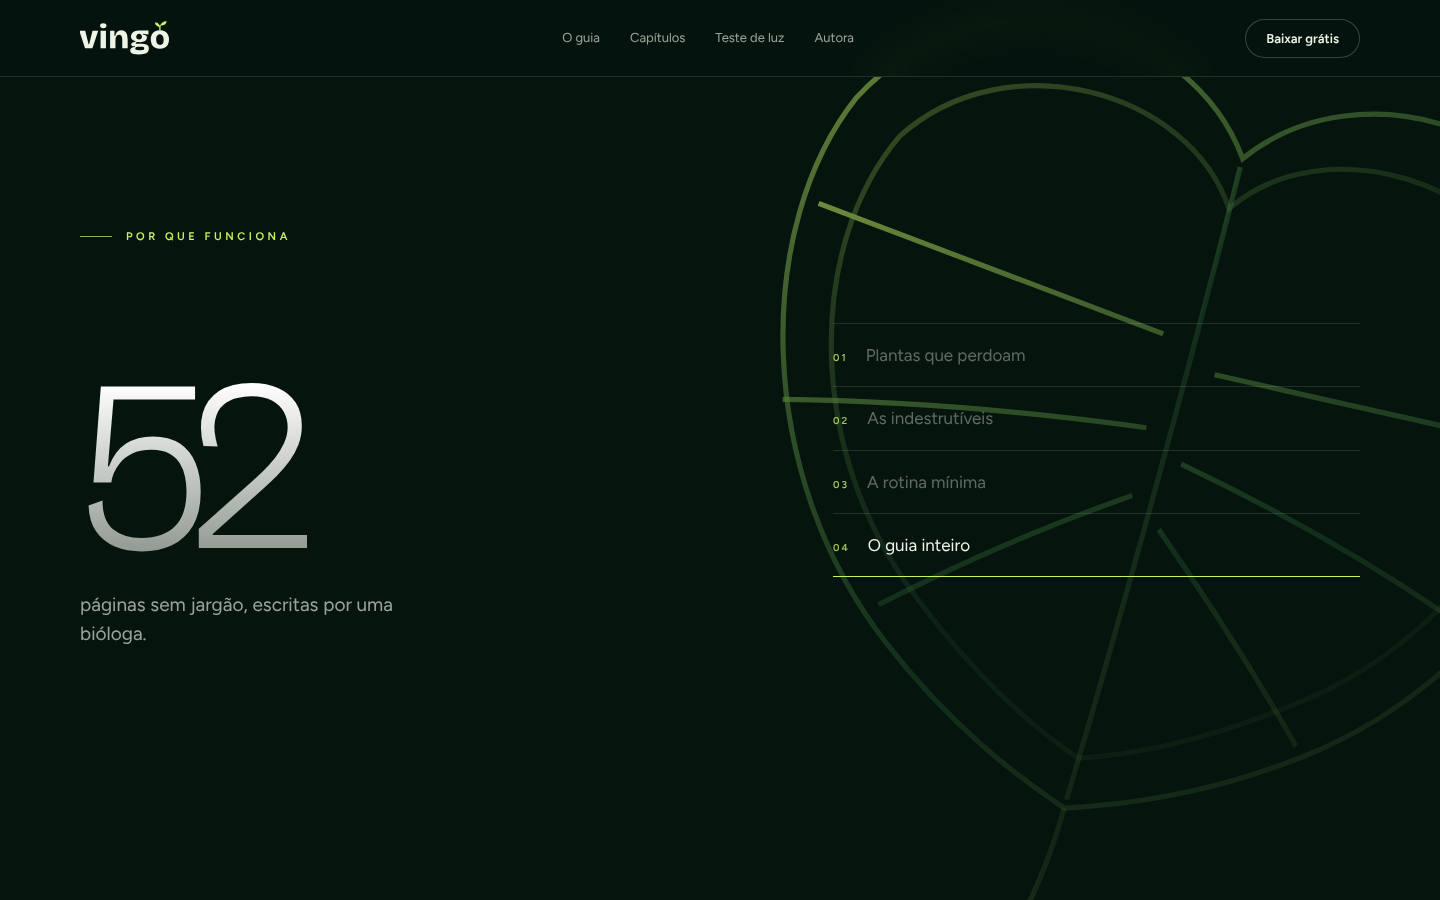 vingo
O guia
Capítulos
Teste de luz
Autora
Baixar grátis
POR QUE FUNCIONA
52
páginas sem jargão, escritas por uma
bióloga.
01 Plantas que perdoam
02 As indestrutíveis
03 A rotina mínima
04 O guia inteiro